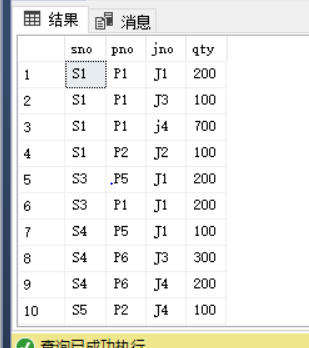 结果 消息
sno pno jno qty
1 S1 P1 J1 200
2 S1 P1 J3 100
3 S1 P1 j4 700
4 S1 P2 J2 100
5 S3 .P5 J1 200
6 S3 P1 J1 200
7 S4 P5 J1 100
8 S4 P6 J3 300
9 S4 P6 J4 200
10 S5 P2 J4 100
查询已成功执行